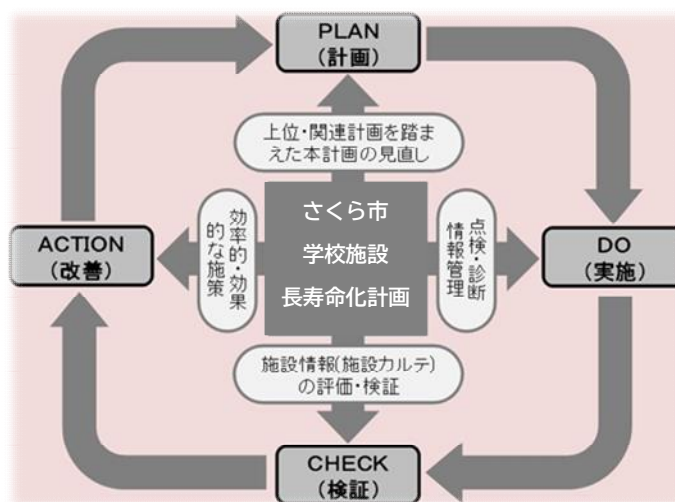 PLAN
(計画)
上位・関連計画を踏ま
えた本計画の見直し
さくら市
学校施設
長寿命化計画
効率的・効果
的な施策
点検・診断
情報管理
ACTION
(改善)
DO
(実施)
施設情報(施設カルテ)
の評価・検証
CHECK
(検証)